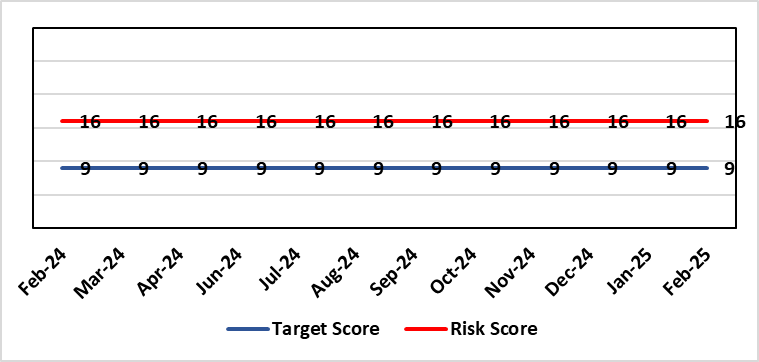 16 16 16 16 16 16 16 16 16 16 16 16
9 9 9 9 9 9 9 9 9 9 9 9
Feb-24 Mar-24 Apr-24 Jun-24 Jul-24 Aug-24 Sep-24 Oct-24 Nov-24 Dec-24 Jan-25 Feb-25
Target Score Risk Score